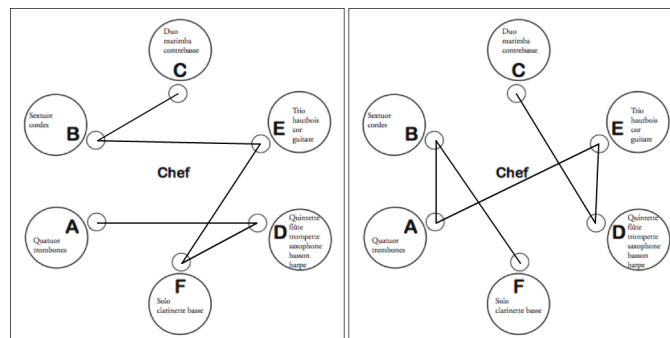 Duo
marimba
contrebasse
C
Sextuor
cordes
B
Trio
hautbois
cor
guitare
E
Chef
A
Quatuor
trombones
D
Quintette
flûte
trompette
saxophone
basson
harpe
F
Solo
clarinette basse
Duo
marimba
contrebasse
C
Sextuor
cordes
B
Trio
hautbois
cor
guitare
E
Chef
A
Quatuor
trombones
D
Quintette
flûte
trompette
saxophone
basson
harpe
F
Solo
clarinette basse